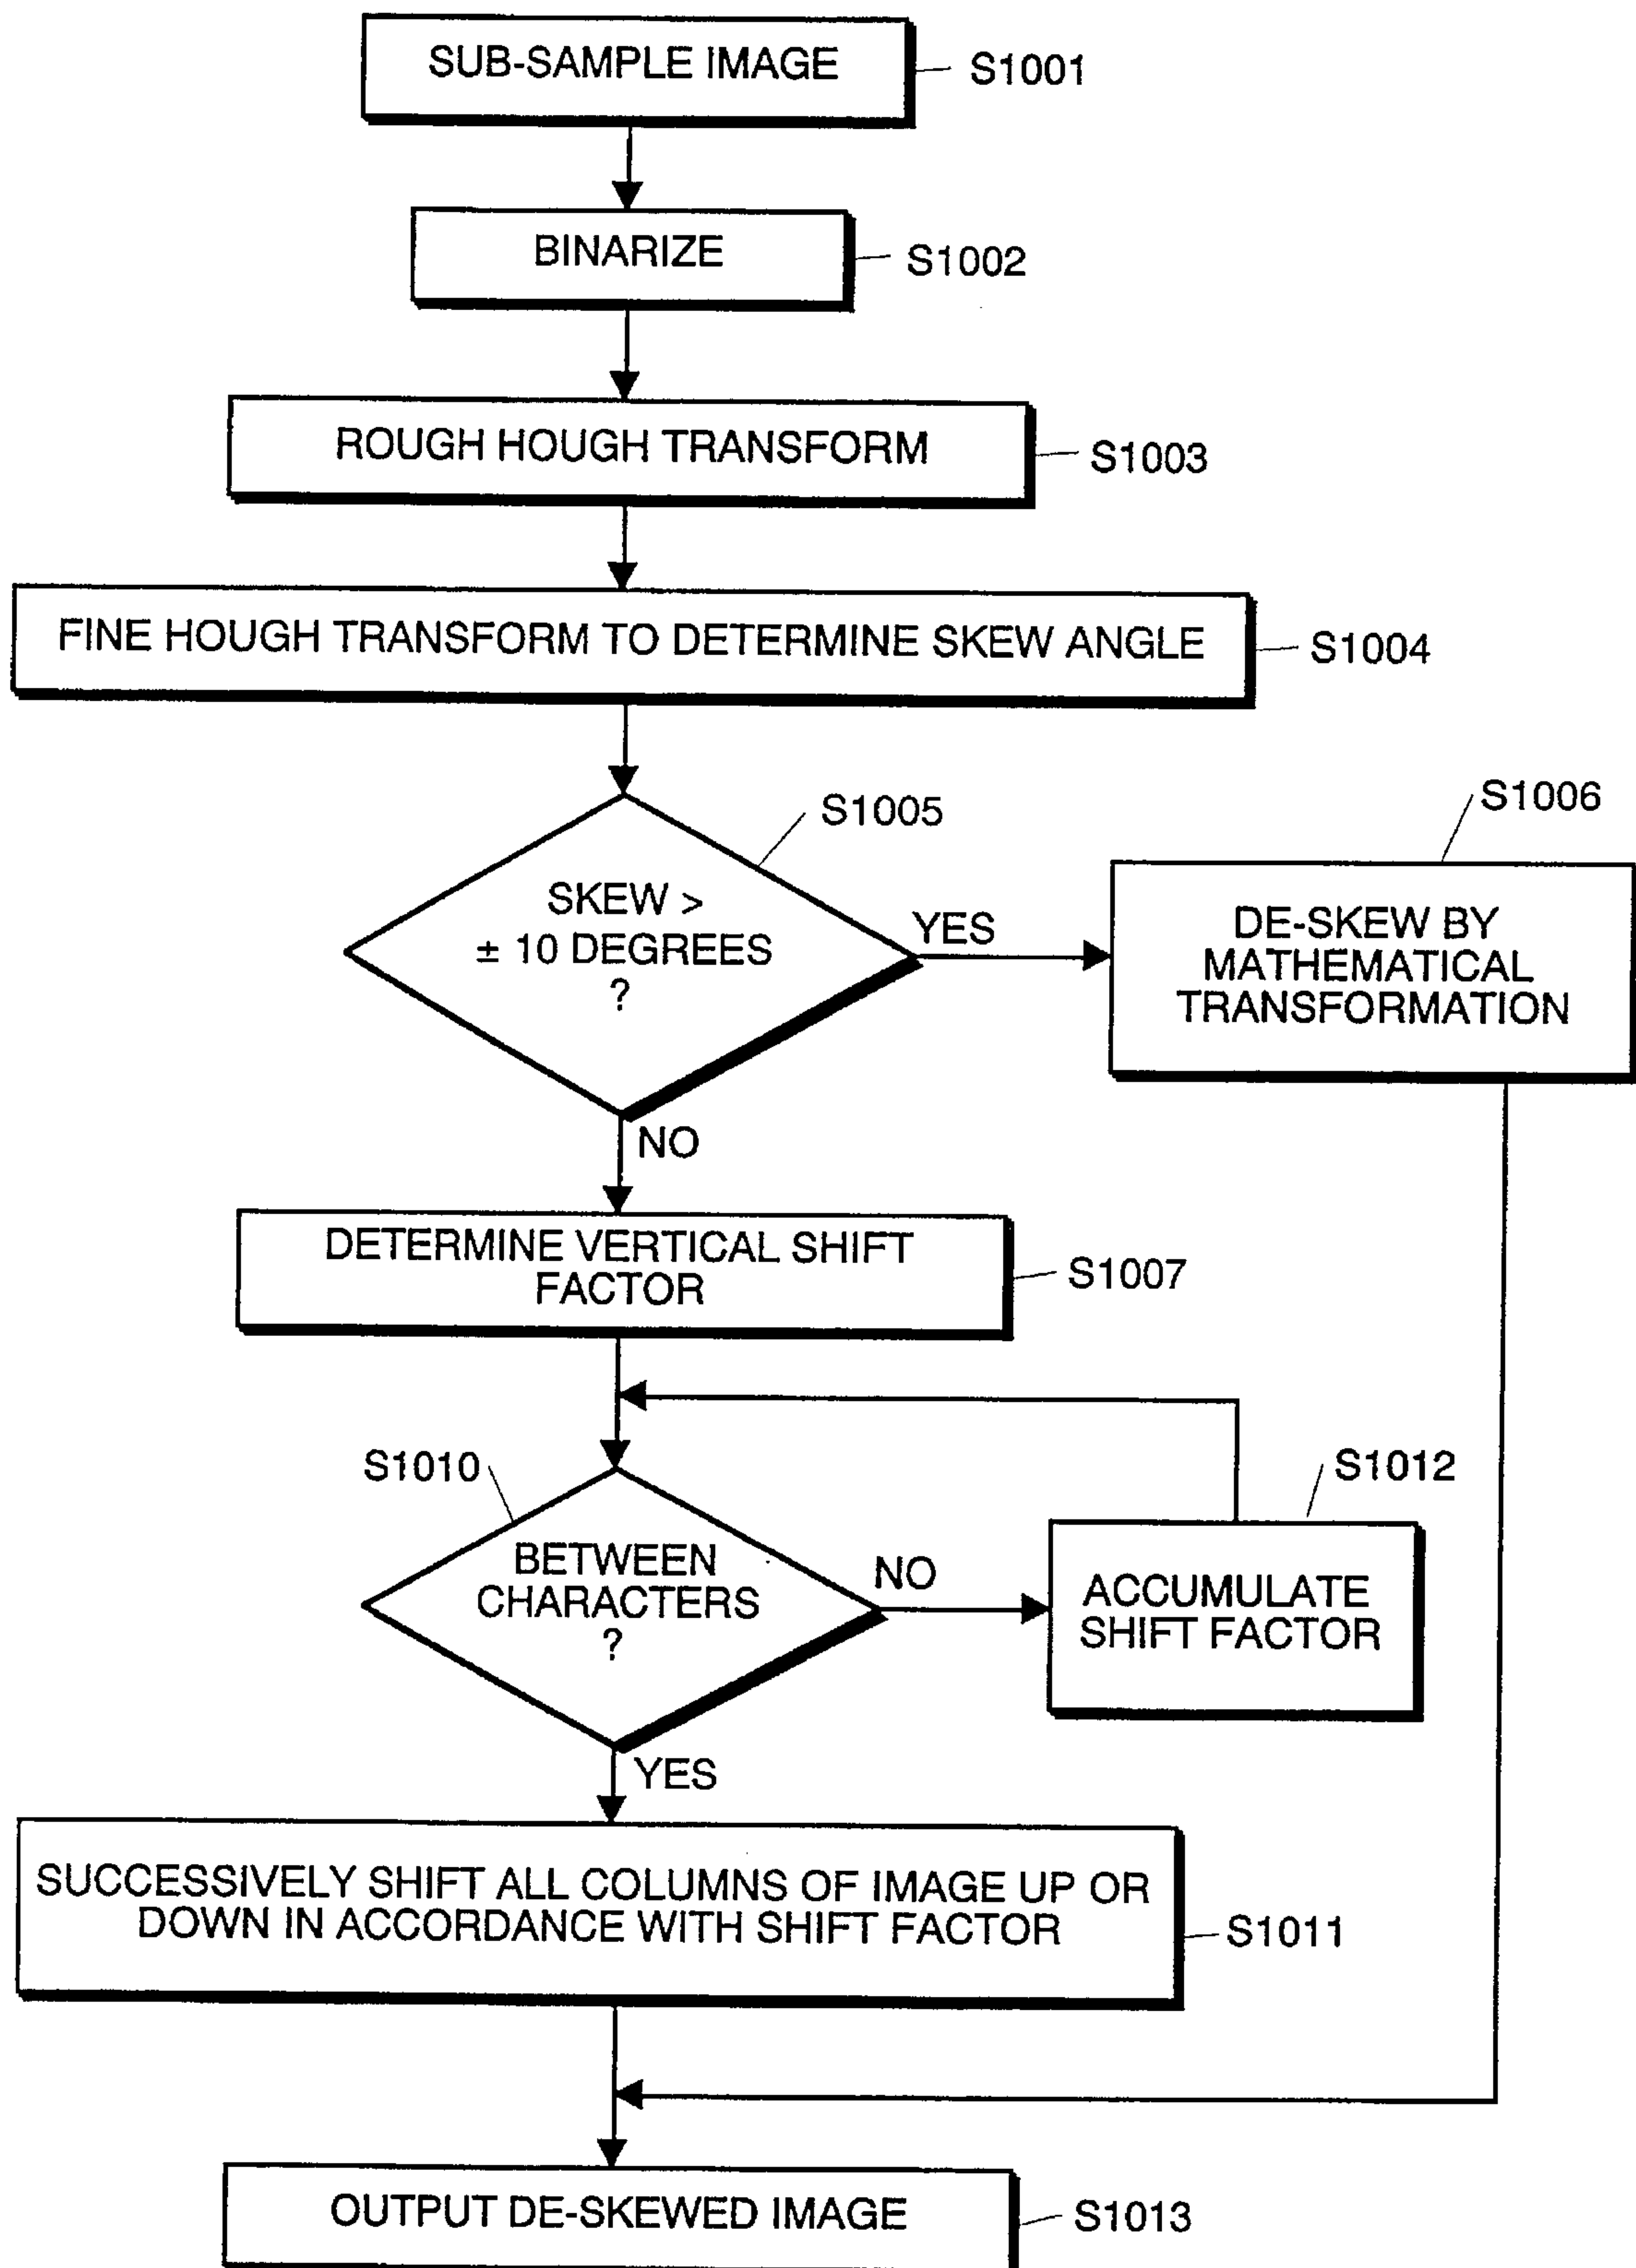 SUB-SAMPLE IMAGE
S1001
BINARIZE
S1002
ROUGH HOUGH TRANSFORM
S1003
FINE HOUGH TRANSFORM TO DETERMINE SKEW ANGLE
S1004
S1005
SKEW >
± 10 DEGREES
?
YES
S1006
DE-SKEW BY
MATHEMATICAL
TRANSFORMATION
NO
DETERMINE VERTICAL SHIFT
FACTOR
S1007
S1010
BETWEEN
CHARACTERS
?
NO
S1012
ACCUMULATE
SHIFT FACTOR
YES
SUCCESSIVELY SHIFT ALL COLUMNS OF IMAGE UP OR
DOWN IN ACCORDANCE WITH SHIFT FACTOR
S1011
OUTPUT DE-SKEWED IMAGE
S1013